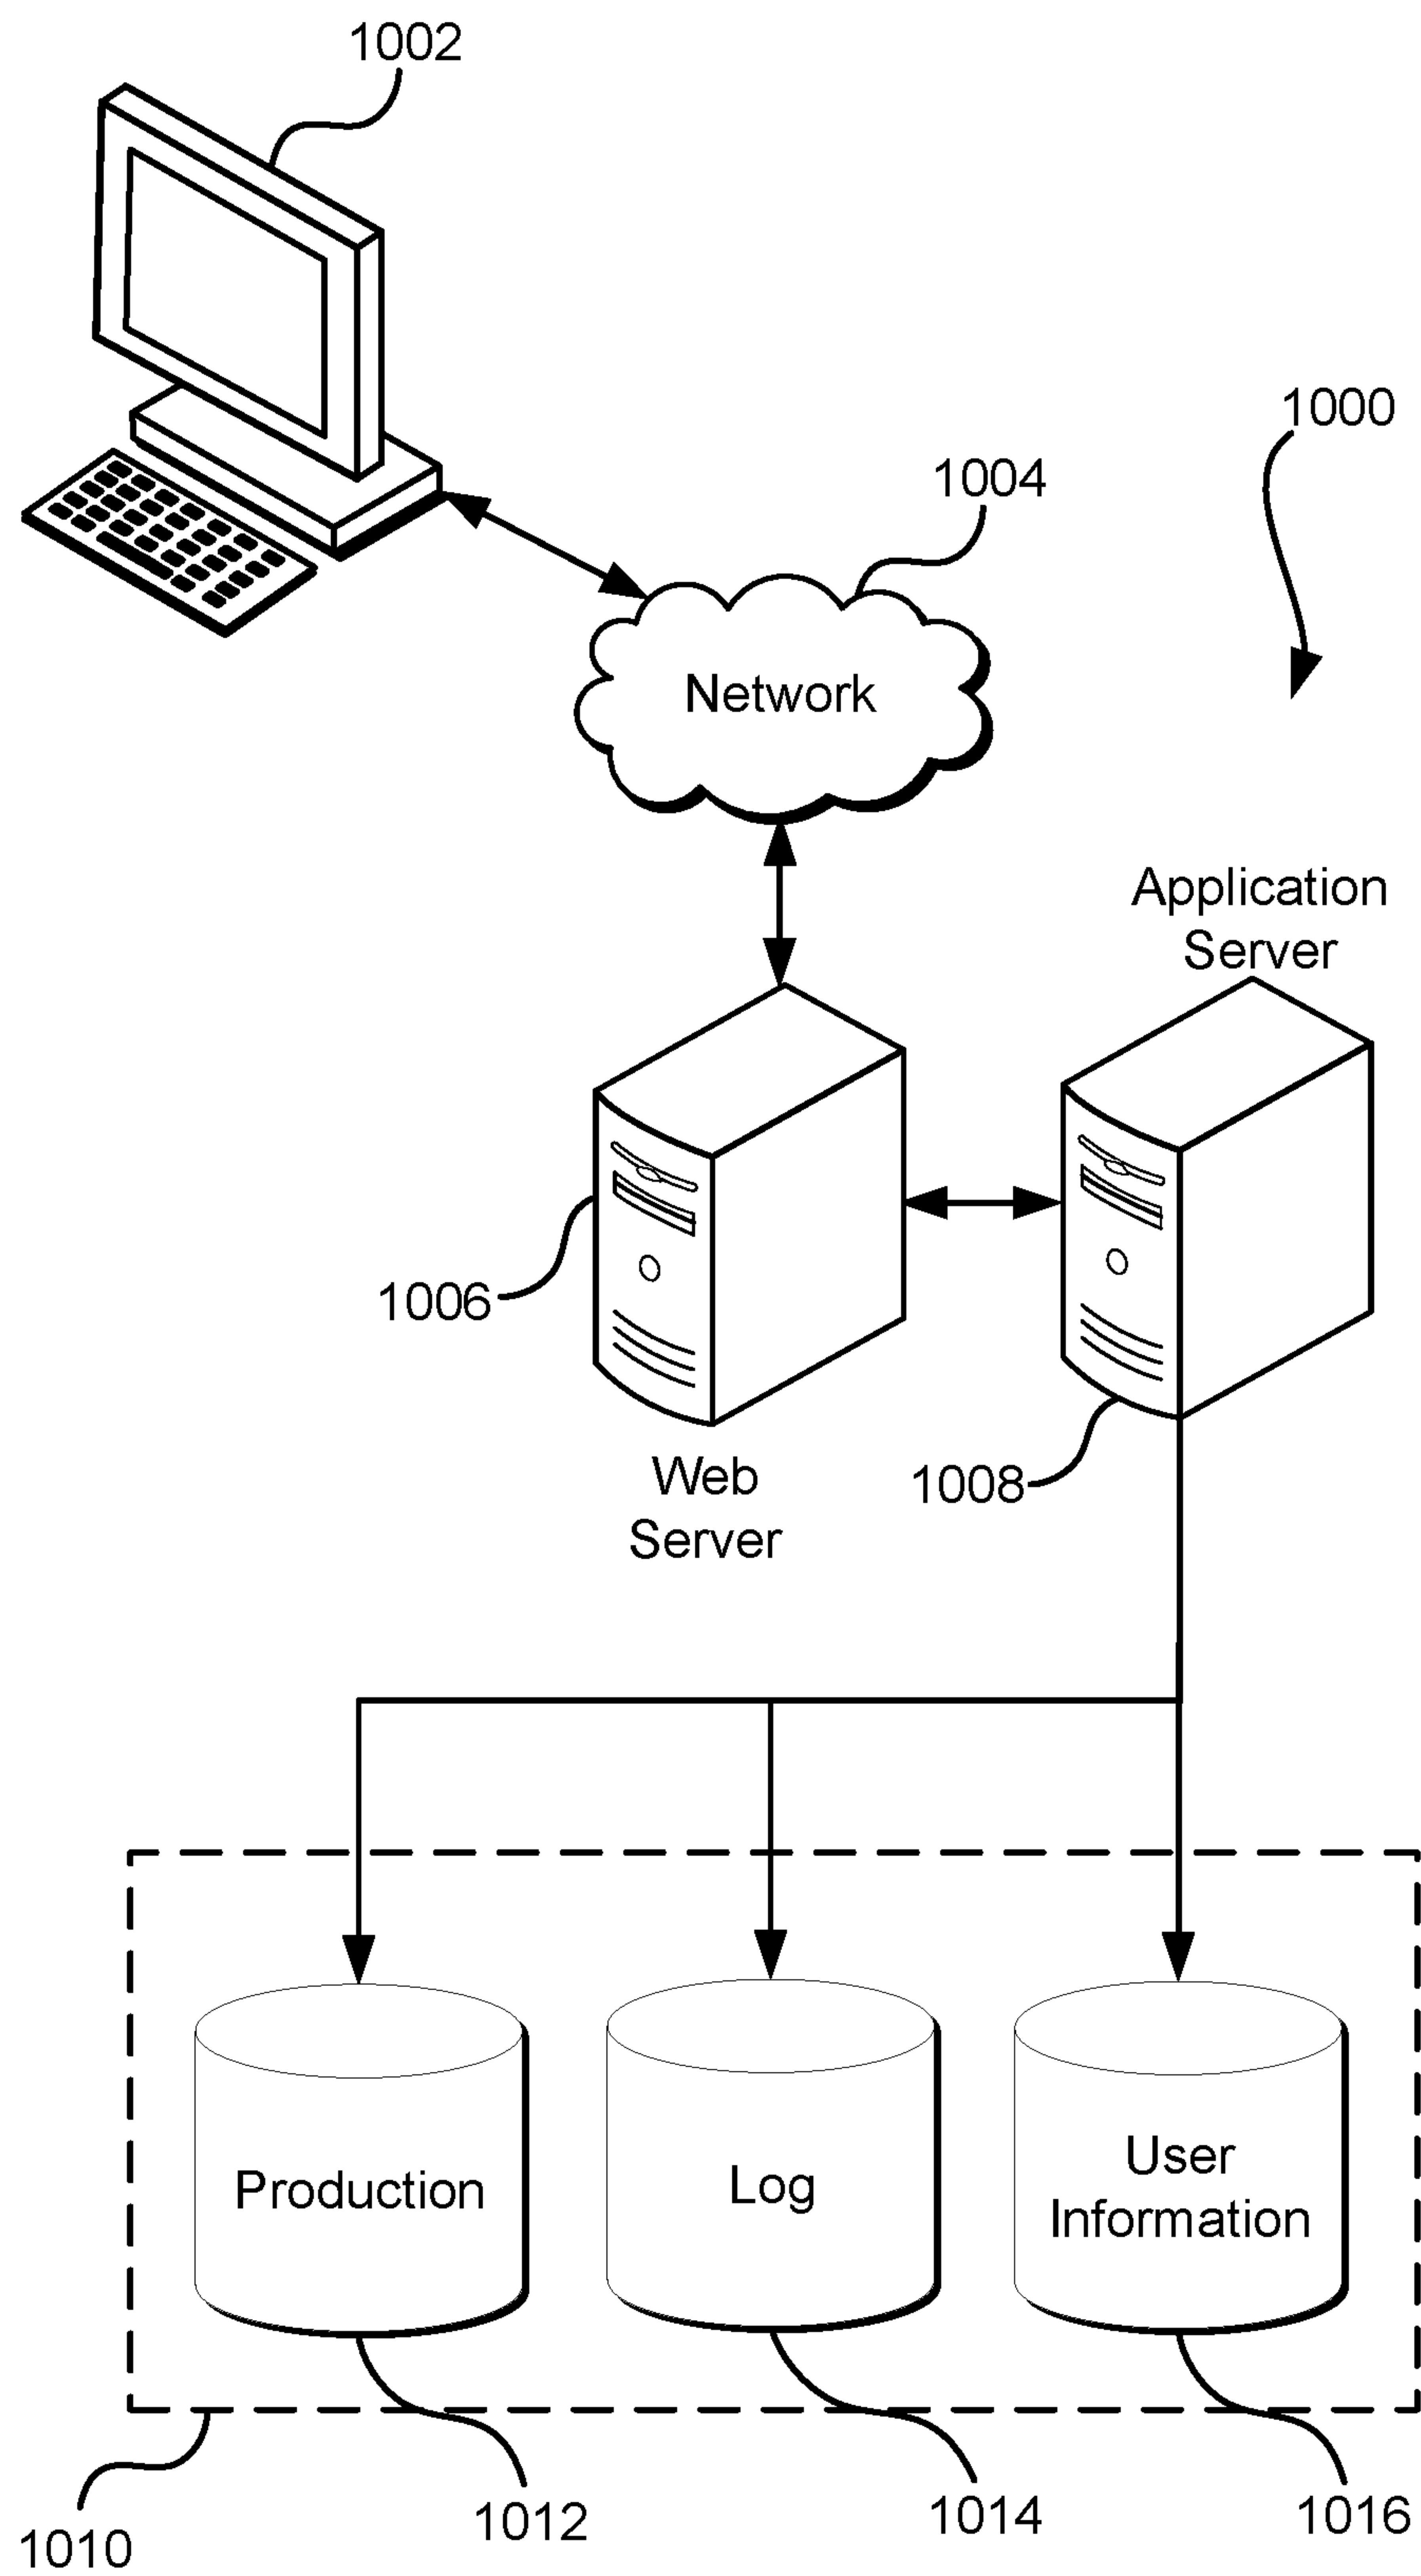 1002
1000
1004
Network
Application
Server
1006
Web
Server
1008
Production
Log
User
Information
1010
1012
1014
1016